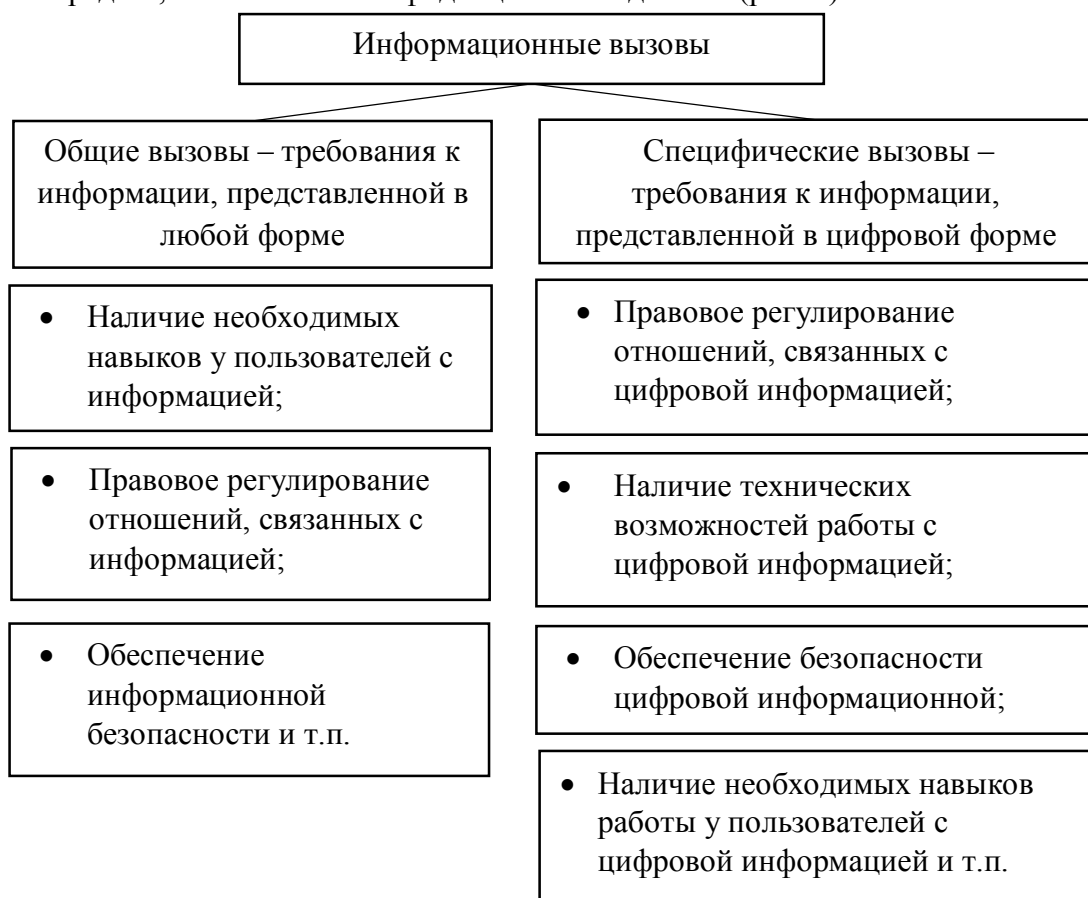 Информационные вызовы
Общие вызовы – требования к
информации, представленной в
любой форме
• Наличие необходимых
навыков у пользователей с
информацией;
• Правовое регулирование
отношений, связанных с
информацией;
• Обеспечение
информационной
безопасности и т.п.
Специфические вызовы –
требования к информации,
представленной в цифровой форме
• Правовое регулирование
отношений, связанных с
цифровой информацией;
• Наличие технических
возможностей работы с
цифровой информацией;
• Обеспечение безопасности
цифровой информационной;
• Наличие необходимых навыков
работы у пользователей с
цифровой информацией и т.п.